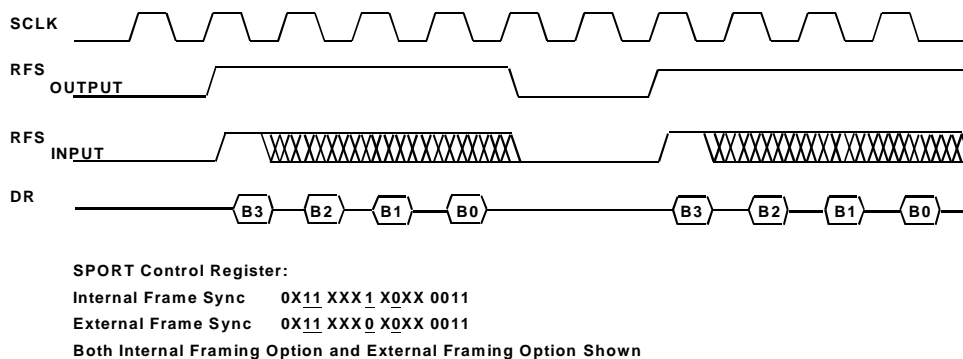 SCLK
RFS
OUTPUT
RFS
INPUT
DR
B3 B2 B1 B0 B3 B2 B1 B0
SPORT Control Register:
Internal Frame Sync 0X11 XXX1 X0XX 0011
External Frame Sync 0X11 XXX0 X0XX 0011
Both Internal Framing Option and External Framing Option Shown